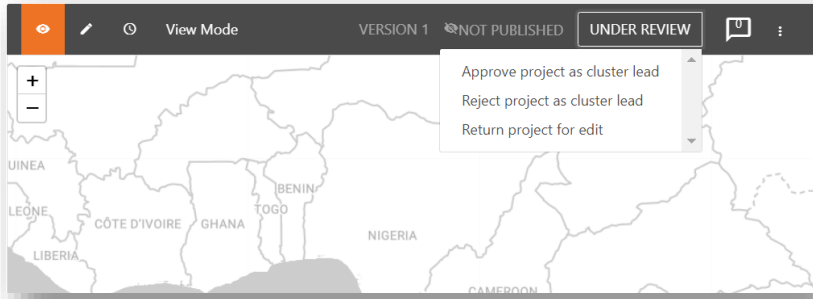 View Mode VERSION 1 NOT PUBLISHED UNDER REVIEW 0
Approve project as cluster lead
Reject project as cluster lead
Return project for edit
+
−
UINEA
BENIN
LEONE
TOGO
CÔTE D'IVOIRE GHANA
NIGERIA
LIBERIA
CAMEROON